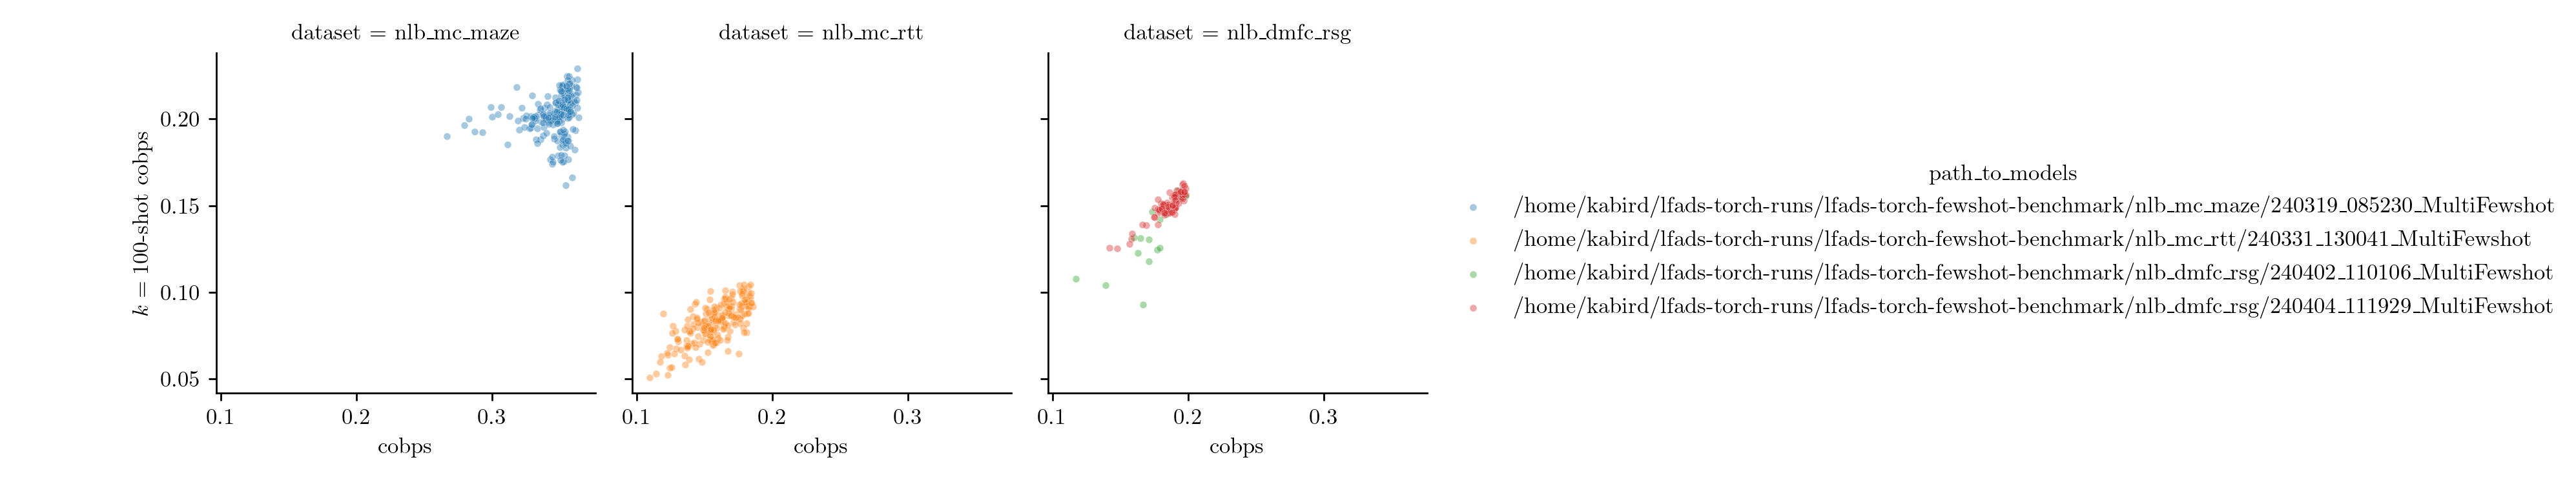 dataset = nlb_mc_maze
dataset = nlb_mc_rtt
dataset = nlb_dmfc_rsg
k = 100-shot cobps
0.20
0.15
0.10
0.05
0.1 0.2 0.3
0.1 0.2 0.3
0.1 0.2 0.3
cobps
cobps
cobps
path_to_models
/home/kabird/lfads-torch-runs/lfads-torch-fewshot-benchmark/nlb_mc_maze/240319_085230_MultiFewshot
/home/kabird/lfads-torch-runs/lfads-torch-fewshot-benchmark/nlb_mc_rtt/240331_130041_MultiFewshot
/home/kabird/lfads-torch-runs/lfads-torch-fewshot-benchmark/nlb_dmfc_rsg/240402_110106_MultiFewshot
/home/kabird/lfads-torch-runs/lfads-torch-fewshot-benchmark/nlb_dmfc_rsg/240404_111929_MultiFewshot